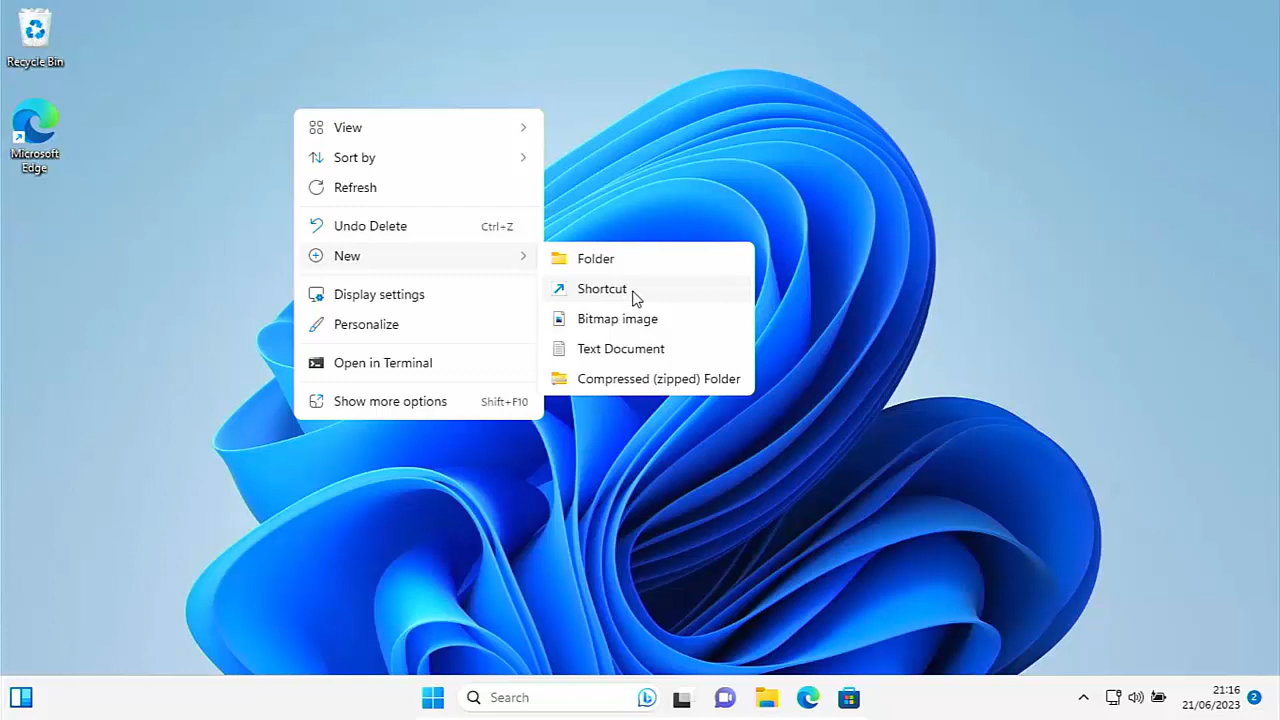 Recycle Bin
Microsoft
Edge
View
Sort by
Refresh
Undo Delete Ctrl+Z
New
Display settings
Personalize
Open in Terminal
Show more options Shift+F10
Folder
Shortcut
Bitmap image
Text Document
Compressed (zipped) Folder
Search
21:16
21/06/2023
2